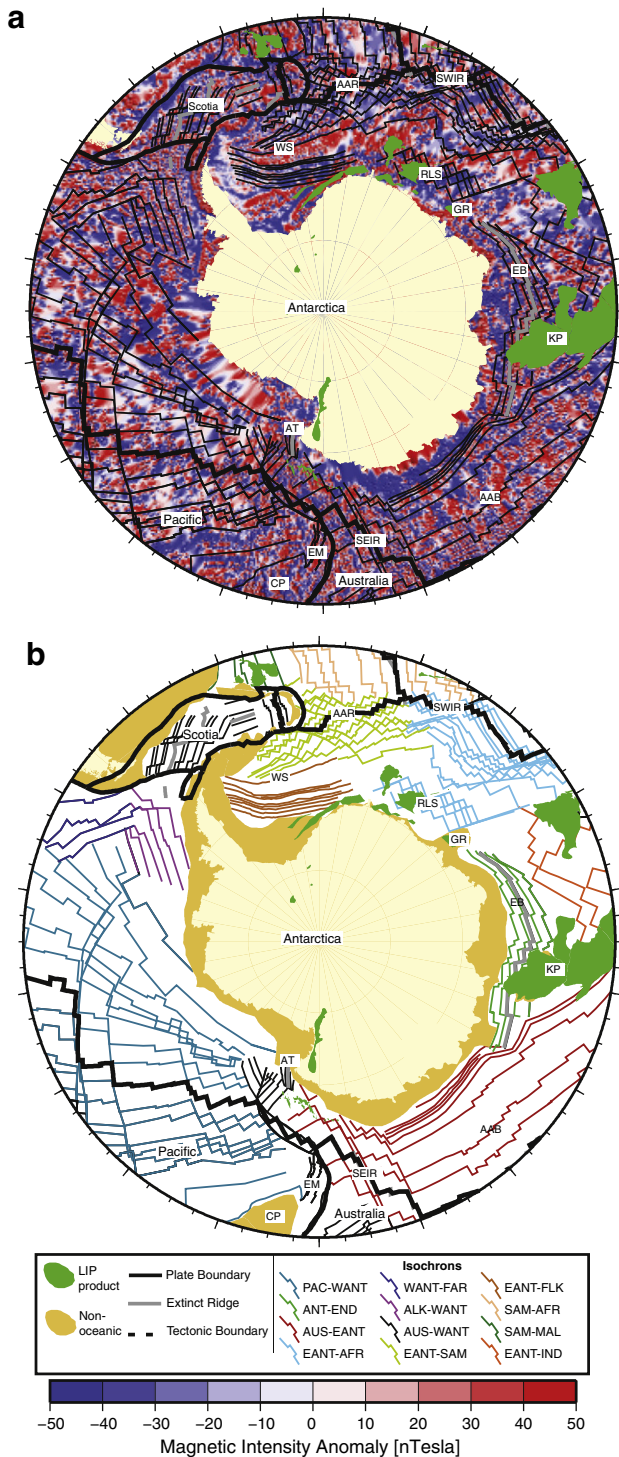 a
AAR
SWIR
Scotia
WS
RLS
GR
EB
Antarctica
KP
AT
AAB
Pacific
SEIR
EM
CP
Australia
b
AAR
SWIR
Scotia
WS
RLS
GR
EB
Antarctica
KP
AT
AAB
Pacific
SEIR
EM
CP
Australia
LIP
product
Non-
oceanic
Plate Boundary
Extinct Ridge
Tectonic Boundary
Isochrons
PAC-WANT
WANT-FAR
EANT-FLK
ANT-END
ALK-WANT
SAM-AFR
AUS-EANT
AUS-WANT
SAM-MAL
EANT-AFR
EANT-SAM
EANT-IND
−50 −40 −30 −20 −10 0 10 20 30 40 50
Magnetic Intensity Anomaly [nTesla]